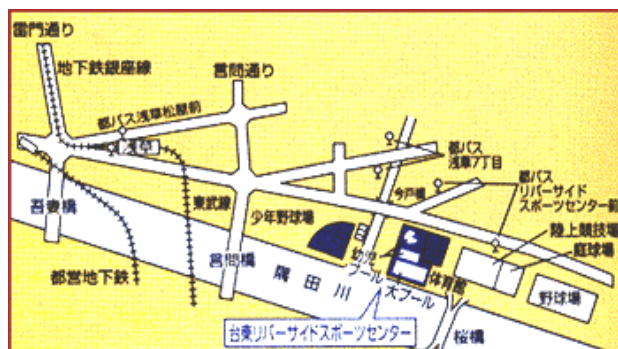 雷門通り
地下鉄銀座線
言問通り
都バス浅草松屋前
浅草
都バス
浅草7丁目
今戸橋
都バス
リバーサイド
スポーツセンター前
吾妻橋
東武線
少年野球場
陸上競技場
庭球場
幼児
プール
大プール
体育館
野球場
言問橋
隅田川
都営地下鉄
桜橋
台東リバーサイドスポーツセンター